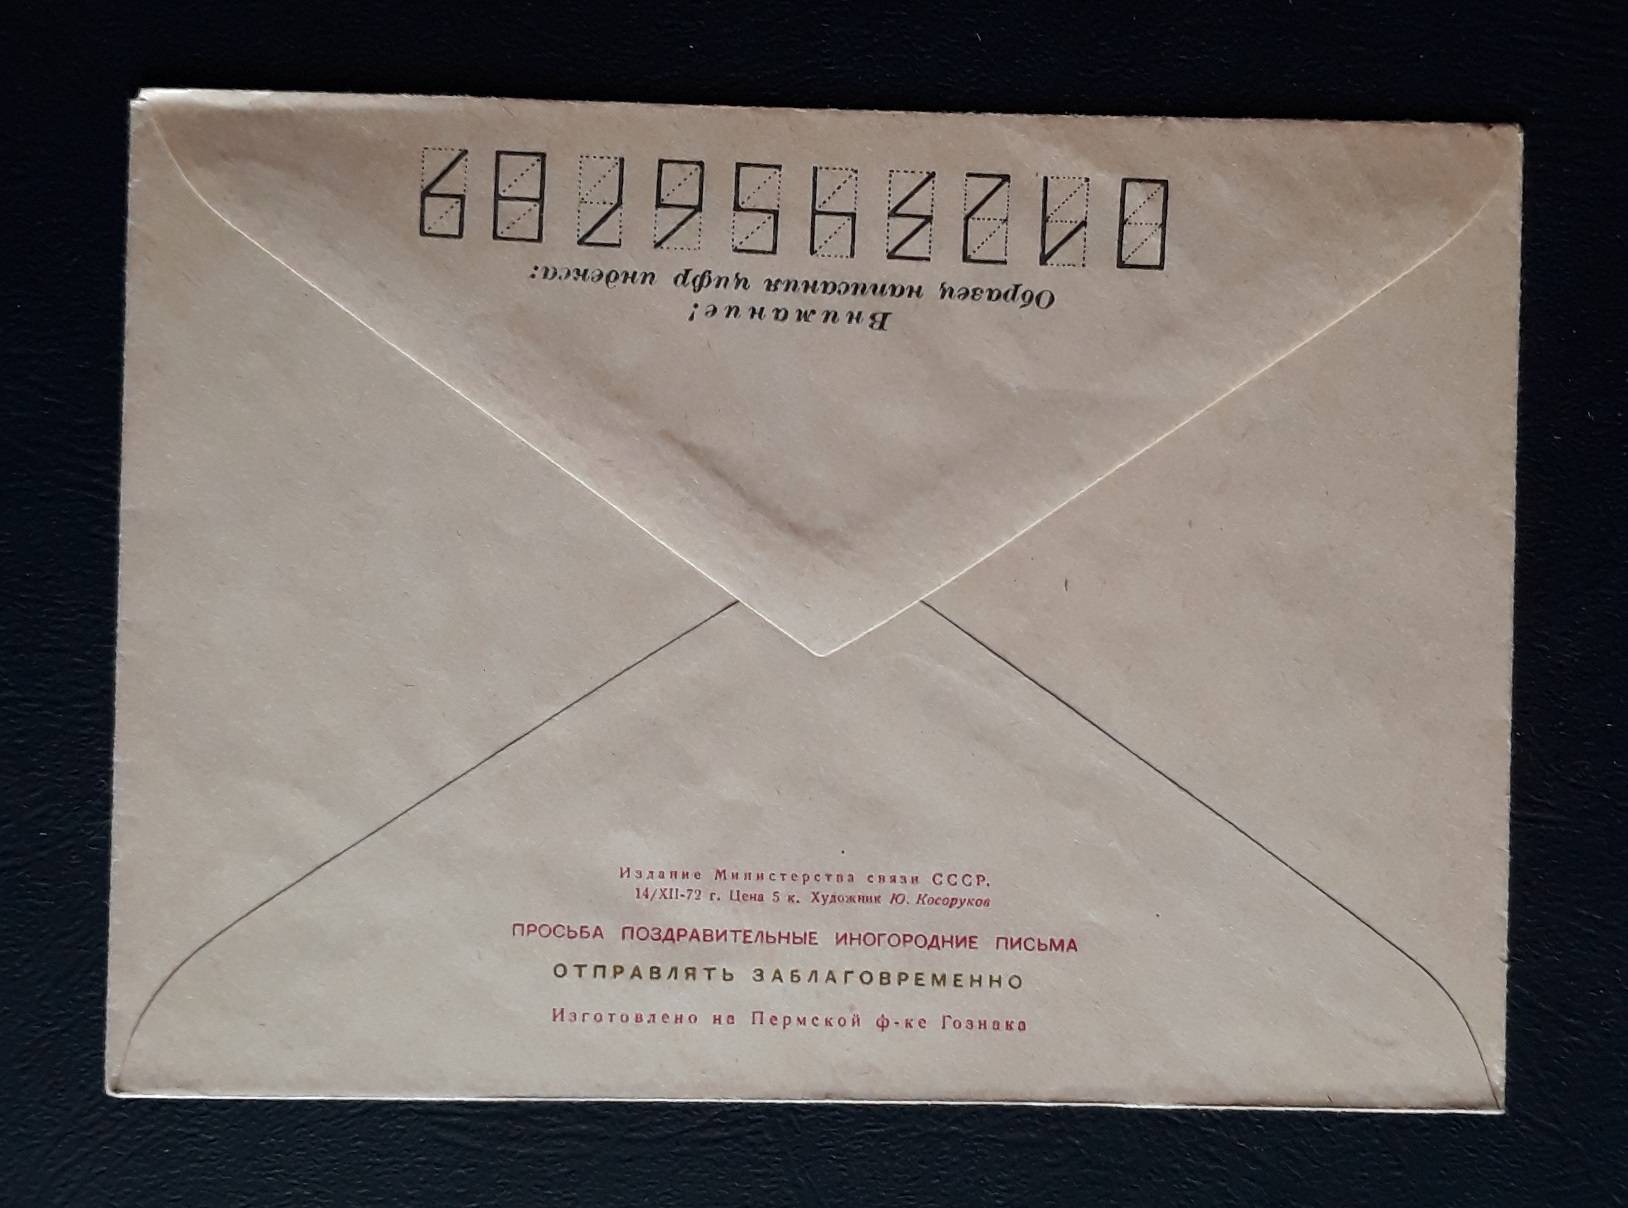 Внимание!
Образец написания цифр индекса:
0123456789
Издание Министерства связи СССР.
14/XII-72 г. Цена 5 к. Художник Ю. Косоруков
ПРОСЬБА ПОЗДРАВИТЕЛЬНЫЕ ИНОГОРОДНИЕ ПИСЬМА
ОТПРАВЛЯТЬ ЗАБЛАГОВРЕМЕННО
Изготовлено на Пермской ф-ке Гознака